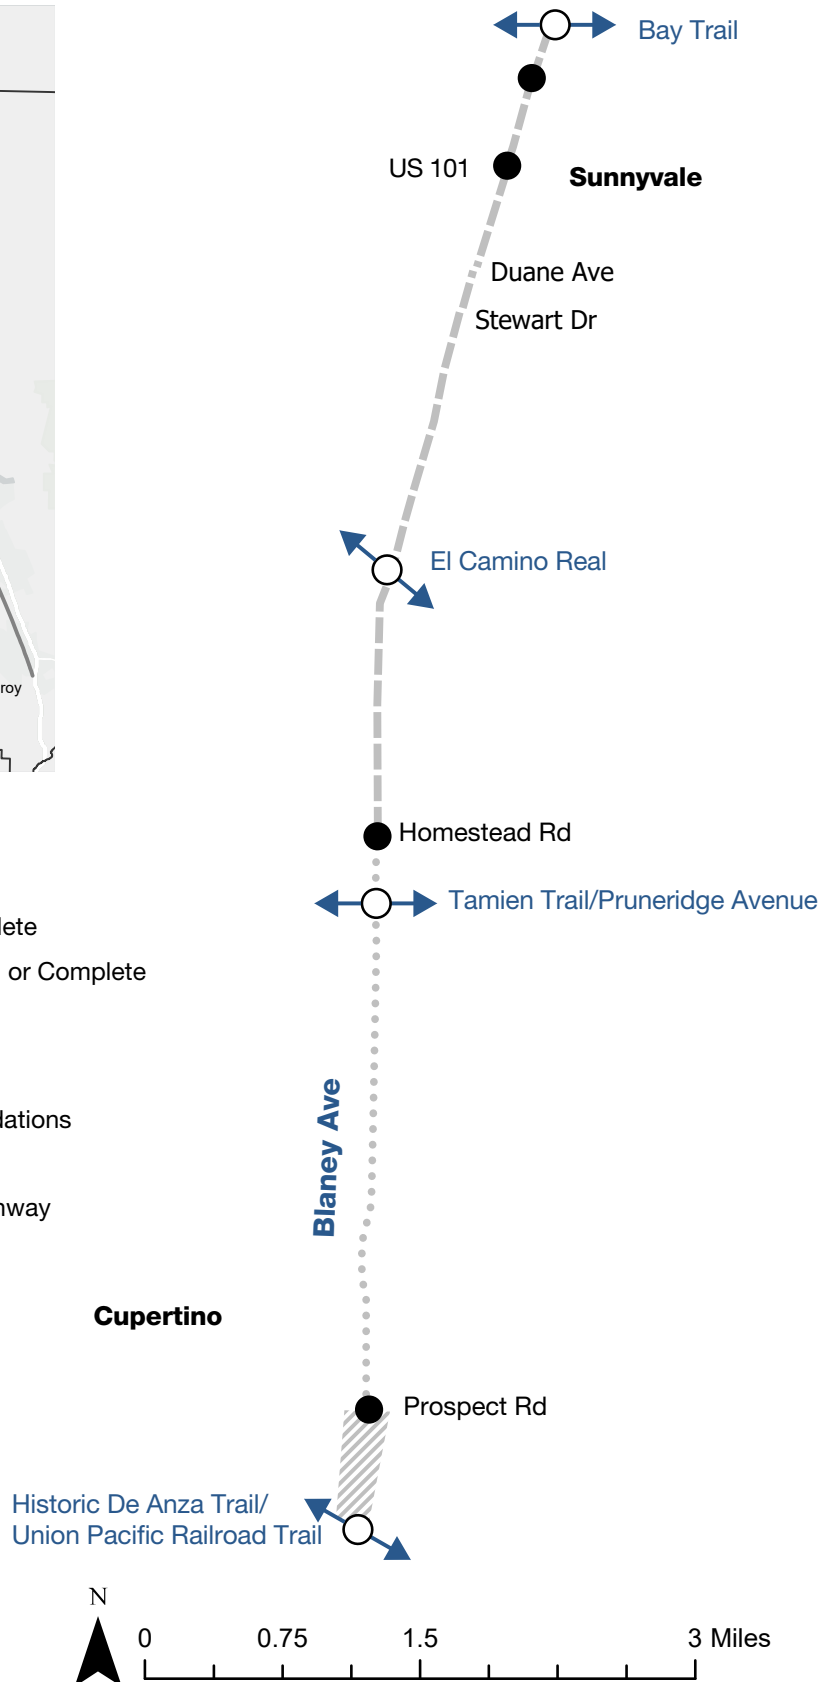 Bay Trail
US 101
Sunnyvale
Duane Ave
Stewart Dr
El Camino Real
roy
Homestead Rd
Tamien Trail/Pruneridge Avenue
lete
or Complete
Blaney Ave
dations
nway
Cupertino
Prospect Rd
Historic De Anza Trail/
Union Pacific Railroad Trail
N
0 0.75 1.5 3 Miles